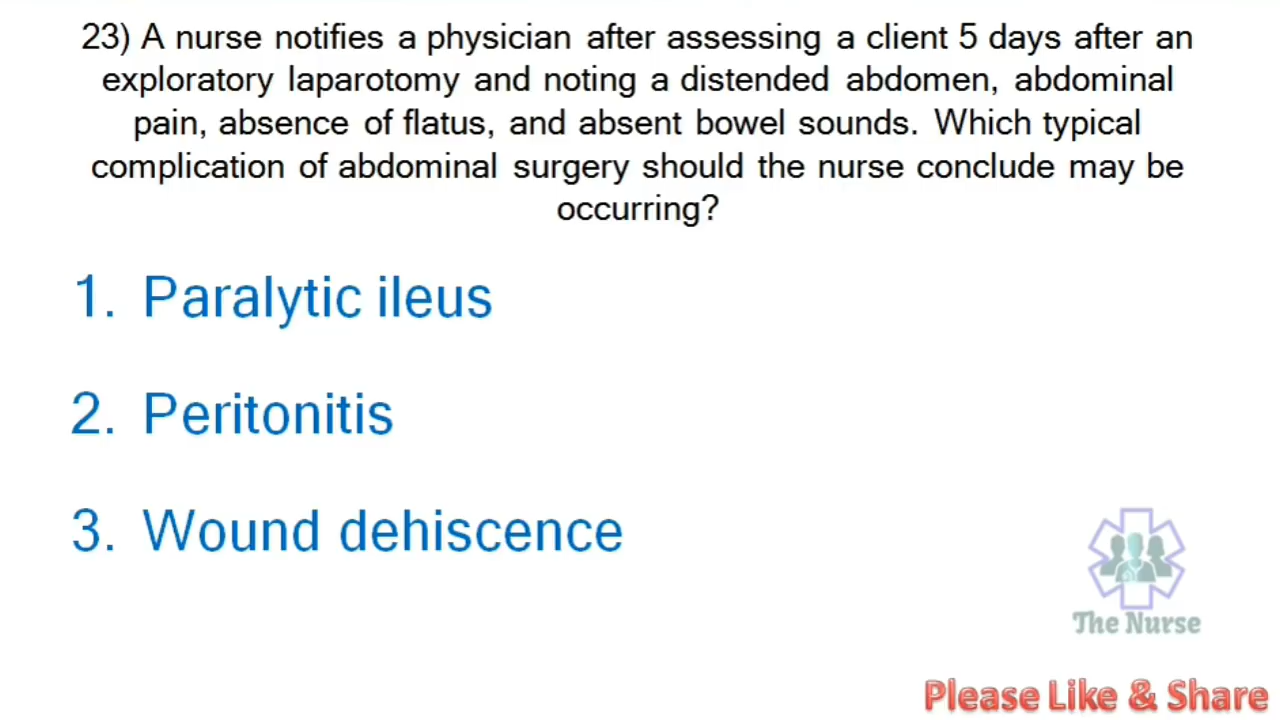 23) A nurse notifies a physician after assessing a client 5 days after an
exploratory laparotomy and noting a distended abdomen, abdominal
pain, absence of flatus, and absent bowel sounds. Which typical
complication of abdominal surgery should the nurse conclude may be
occurring?
1. Paralytic ileus
2. Peritonitis
3. Wound dehiscence
The Nurse
Please Like & Share